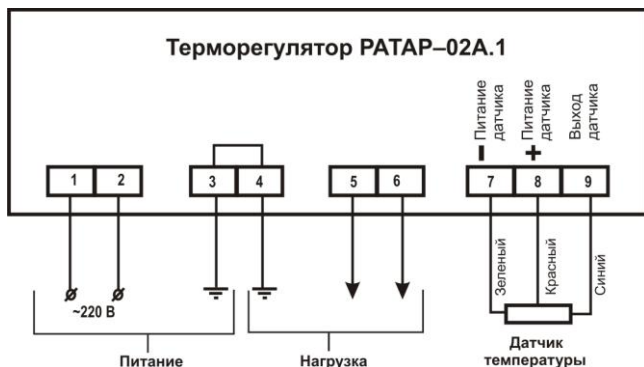 Терморегулятор РАТАР–02А.1
Питание
датчика
Питание
датчика
Выход
датчика
– +
1 2 3 4 5 6 7 8 9
Зеленый
Красный
Синий
~220 В
Питание
Нагрузка
Датчик
температуры